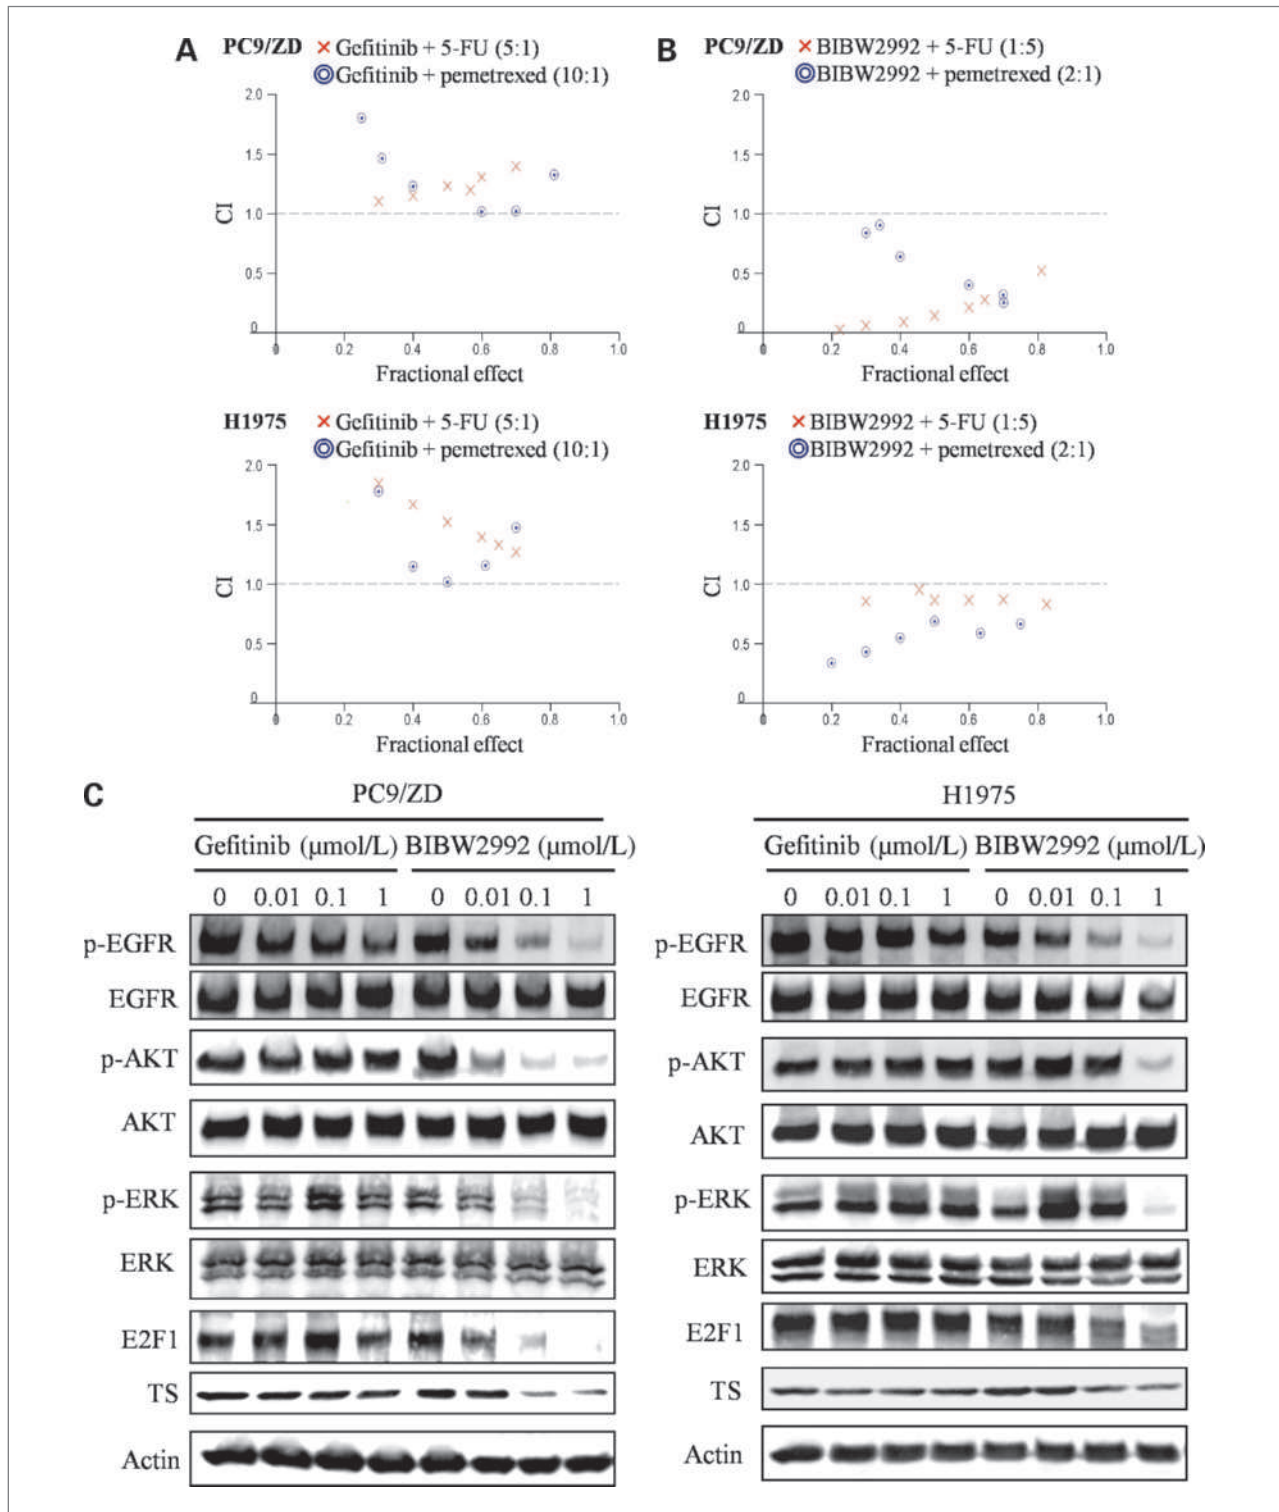 A PC9/ZD × Gefitinib + 5-FU (5:1)
Gefitinib + pemetrexed (10:1)
2.0
1.5
1.0
0.5
0
CI
0 0.2 0.4 0.6 0.8 1.0
Fractional effect
B PC9/ZD × BIBW2992 + 5-FU (1:5)
BIBW2992 + pemetrexed (2:1)
2.0
1.5
1.0
0.5
0
CI
0 0.2 0.4 0.6 0.8 1.0
Fractional effect
H1975 × Gefitinib + 5-FU (5:1)
Gefitinib + pemetrexed (10:1)
2.0
1.5
1.0
0.5
0
CI
0 0.2 0.4 0.6 0.8 1.0
Fractional effect
H1975 × BIBW2992 + 5-FU (1:5)
BIBW2992 + pemetrexed (2:1)
2.0
1.5
1.0
0.5
0
CI
0 0.2 0.4 0.6 0.8 1.0
Fractional effect
C
PC9/ZD
Gefitinib (μmol/L) BIBW2992 (μmol/L)
0 0.01 0.1 1 0 0.01 0.1 1
p-EGFR
EGFR
p-AKT
AKT
p-ERK
ERK
E2F1
TS
Actin
H1975
Gefitinib (μmol/L) BIBW2992 (μmol/L)
0 0.01 0.1 1 0 0.01 0.1 1
p-EGFR
EGFR
p-AKT
AKT
p-ERK
ERK
E2F1
TS
Actin